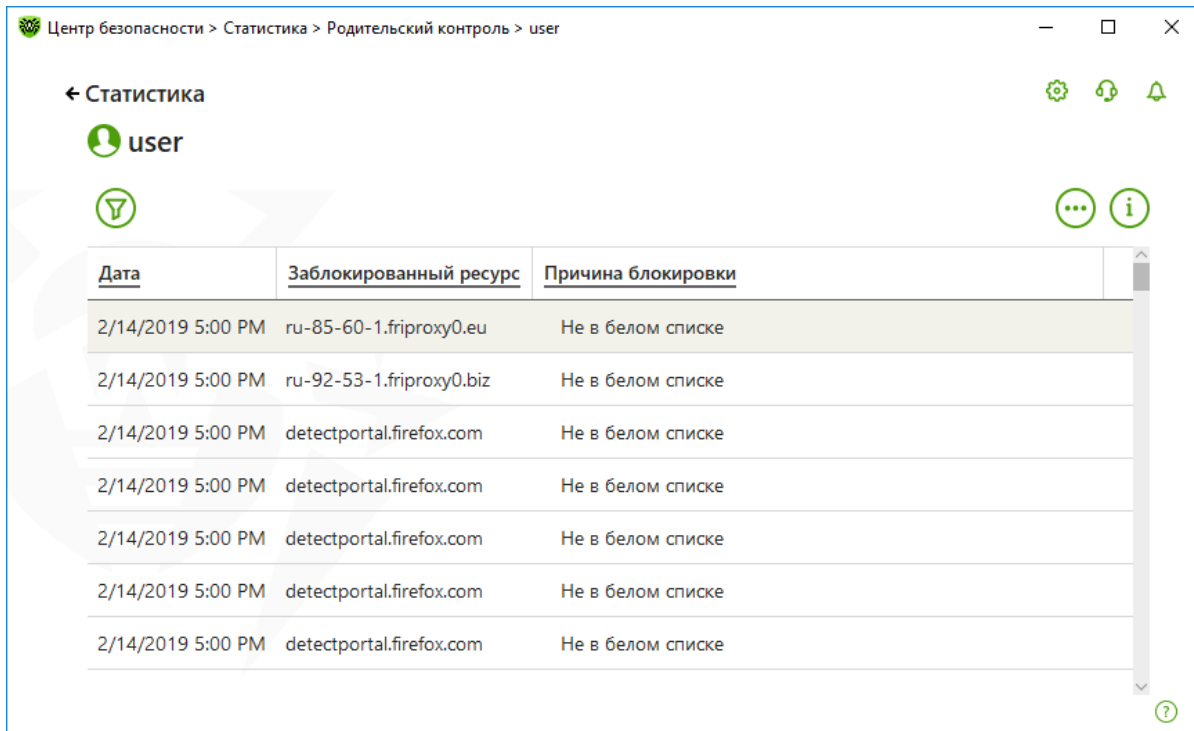 Центр безопасности > Статистика > Родительский контроль > user
Статистика
user
Дата Заблокированный ресурс Причина блокировки
2/14/2019 5:00 PM ru-85-60-1.friproxy0.eu Не в белом списке
2/14/2019 5:00 PM ru-92-53-1.friproxy0.biz Не в белом списке
2/14/2019 5:00 PM detectportal.firefox.com Не в белом списке
2/14/2019 5:00 PM detectportal.firefox.com Не в белом списке
2/14/2019 5:00 PM detectportal.firefox.com Не в белом списке
2/14/2019 5:00 PM detectportal.firefox.com Не в белом списке
2/14/2019 5:00 PM detectportal.firefox.com Не в белом списке